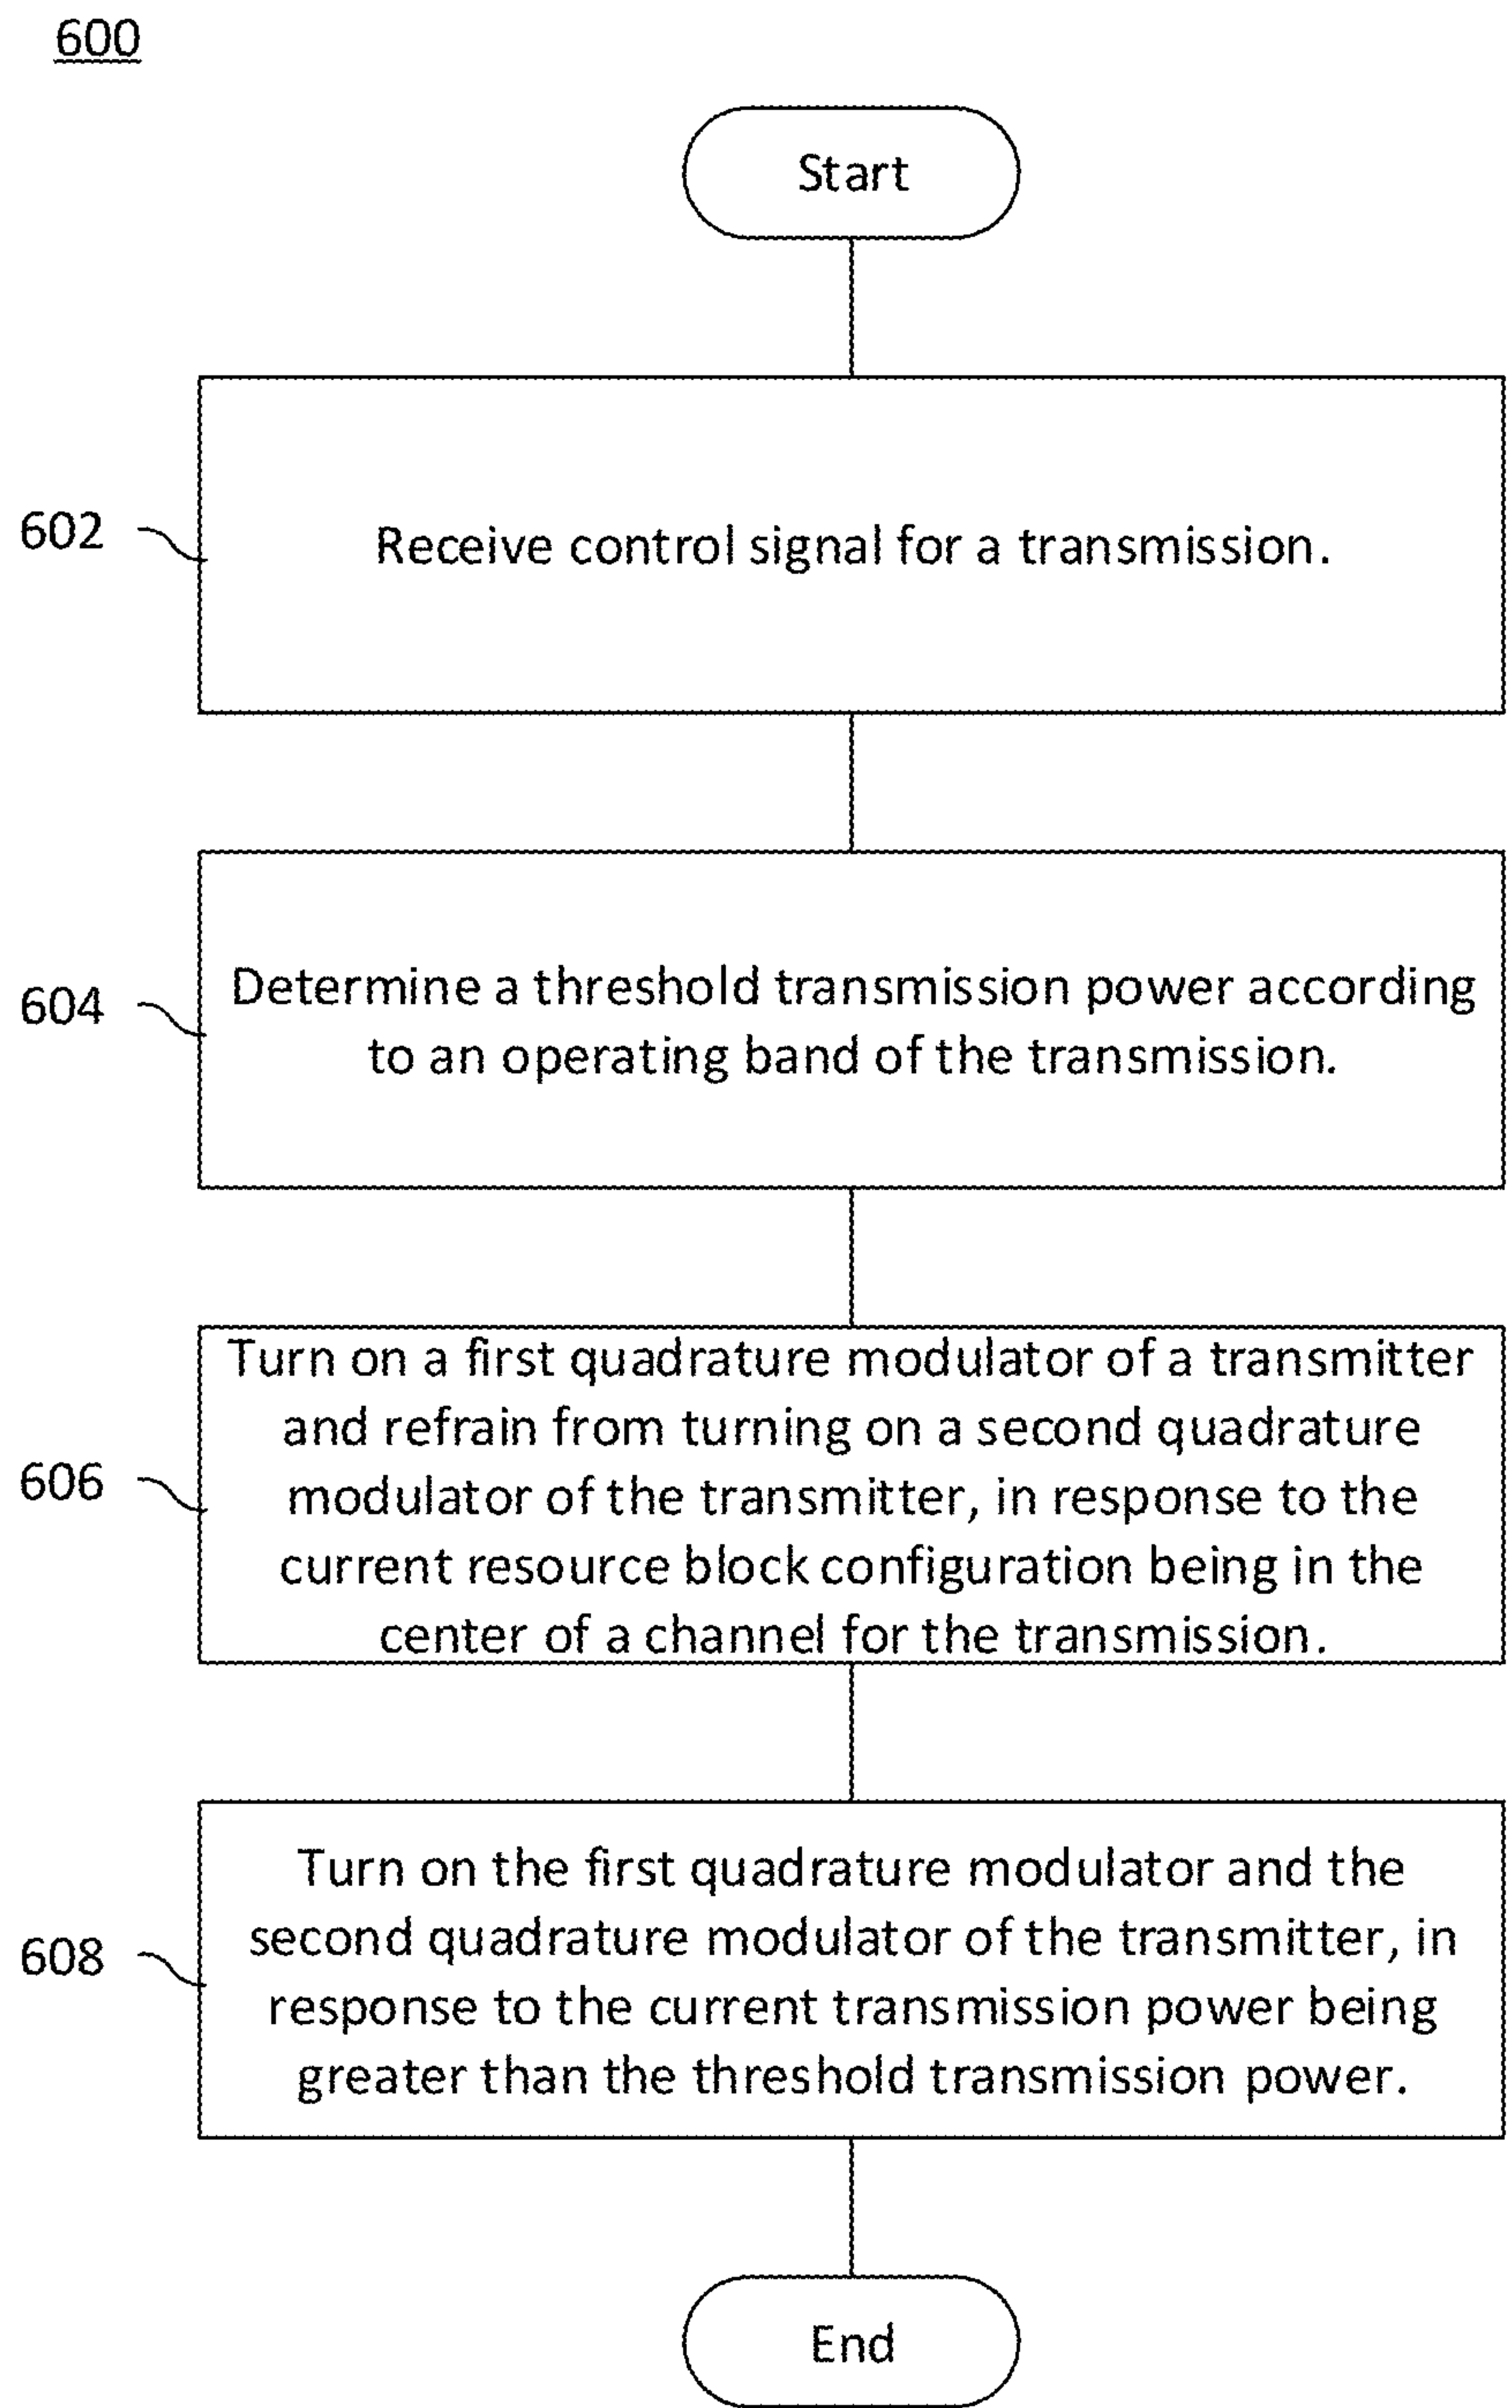 600
Start
602
Receive control signal for a transmission.
604
Determine a threshold transmission power according
to an operating band of the transmission.
606
Turn on a first quadrature modulator of a transmitter
and refrain from turning on a second quadrature
modulator of the transmitter, in response to the
current resource block configuration being in the
center of a channel for the transmission.
608
Turn on the first quadrature modulator and the
second quadrature modulator of the transmitter, in
response to the current transmission power being
greater than the threshold transmission power.
End